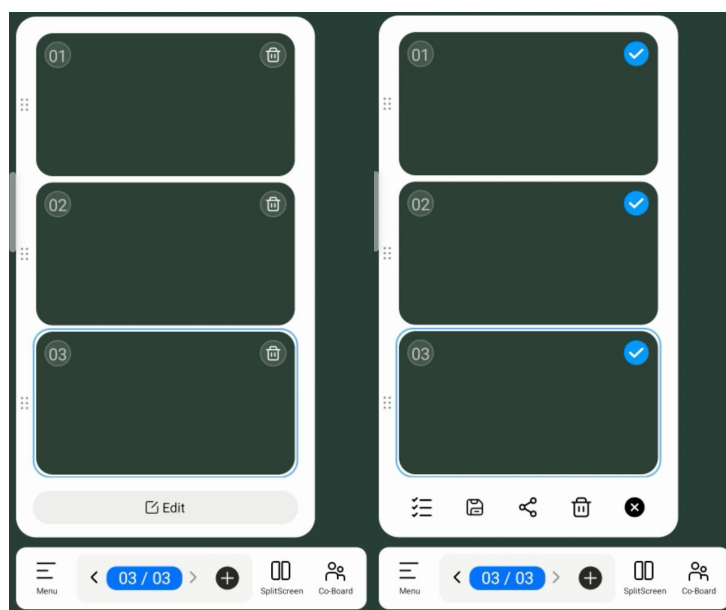 01
02
03
Edit
Menu
03 / 03
SplitScreen
Co-Board
01
02
03
Menu
03 / 03
SplitScreen
Co-Board